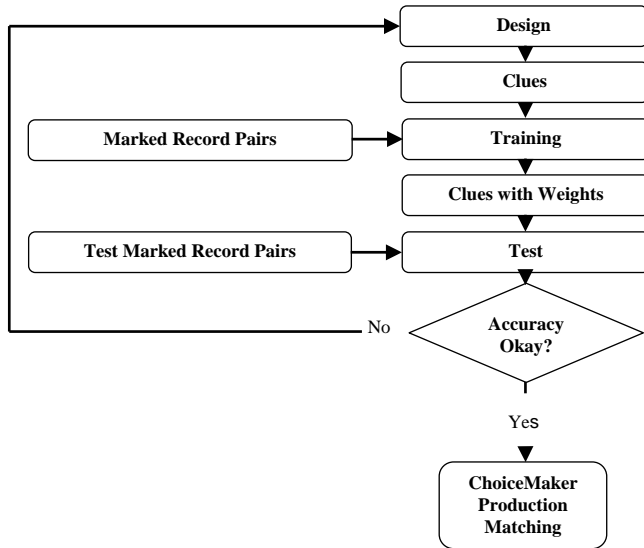 Design
Clues
Marked Record Pairs
Training
Clues with Weights
Test Marked Record Pairs
Test
No
Accuracy
Okay?
Yes
ChoiceMaker
Production
Matching